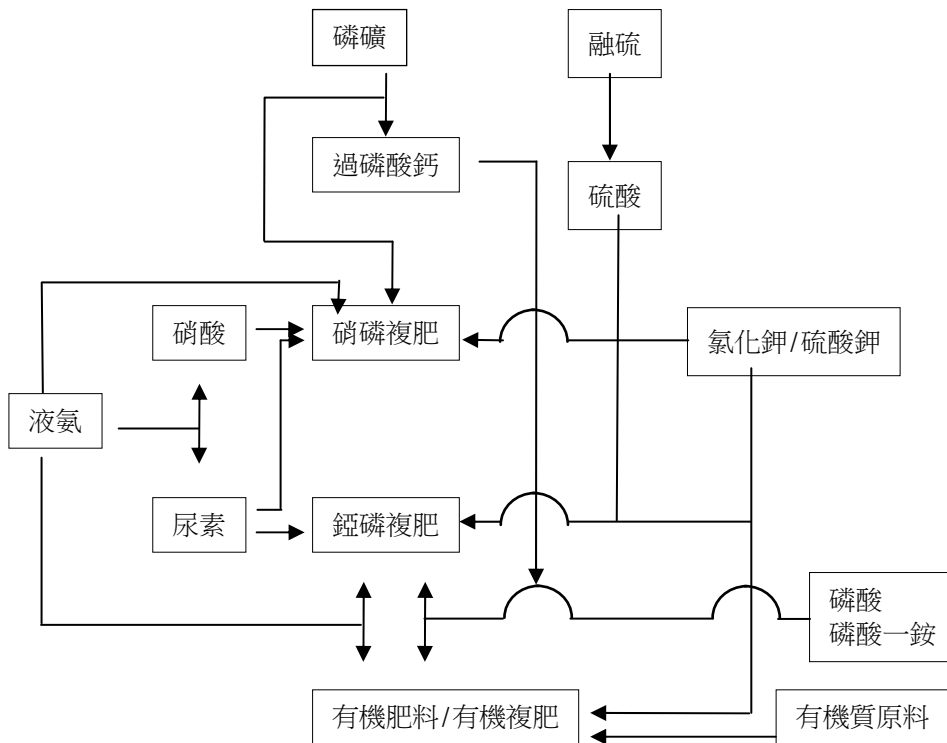 磷礦
融硫
過磷酸鈣
硫酸
硝酸
硝磷複肥
氯化鉀/硫酸鉀
液氨
尿素
錏磷複肥
磷酸
磷酸一銨
有機肥料/有機複肥
有機質原料